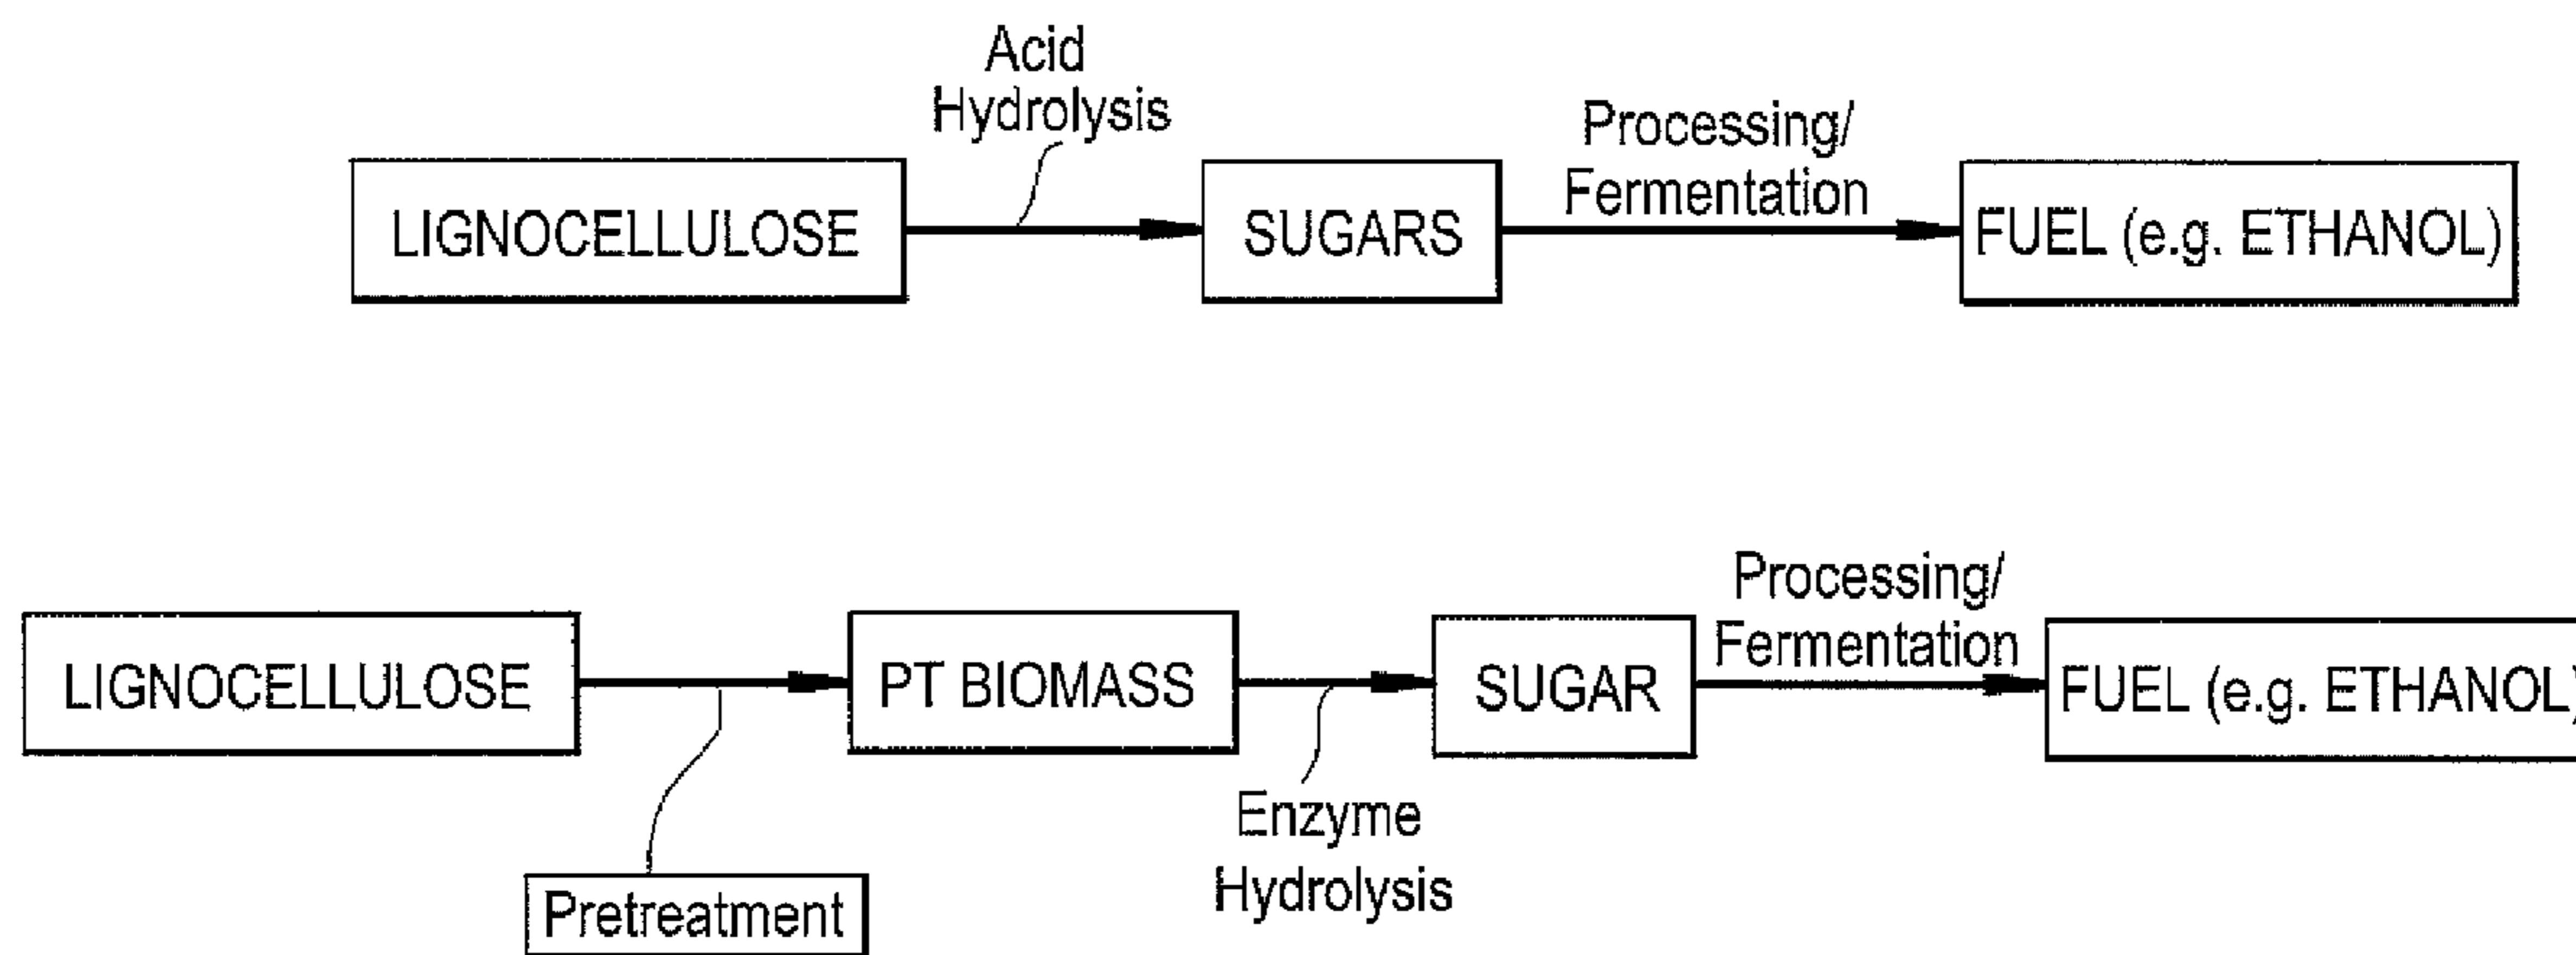 Acid
Hydrolysis
Processing/
Fermentation
LIGNOCELLULOSE
SUGARS
FUEL (e.g. ETHANOL)
Processing/
Fermentation
LIGNOCELLULOSE
PT BIOMASS
SUGAR
FUEL (e.g. ETHANOL)
Enzyme
Hydrolysis
Pretreatment